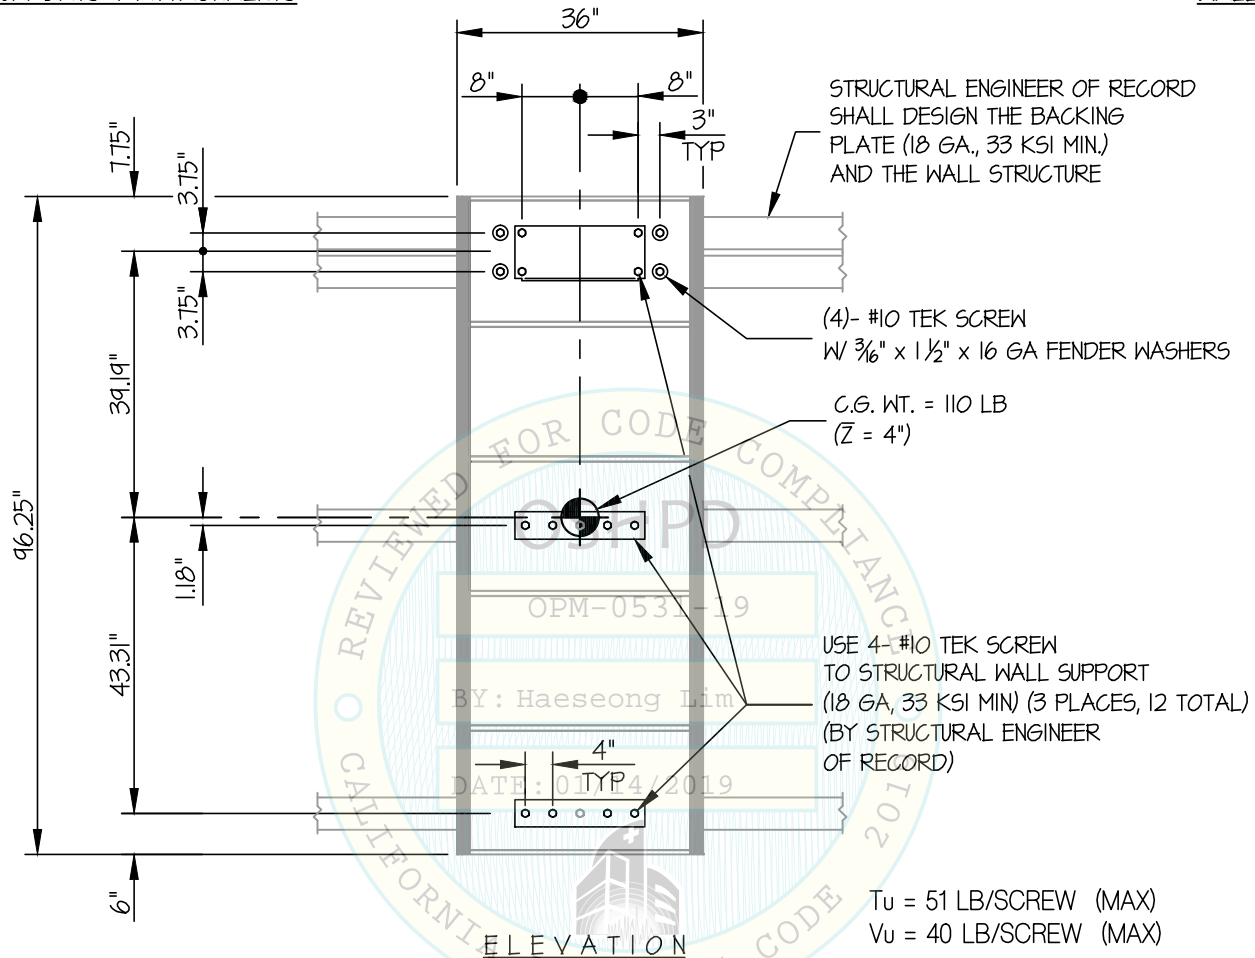 36"
8"
8"
3"
TYP
STRUCTURAL ENGINEER OF RECORD
SHALL DESIGN THE BACKING
PLATE (18 GA., 33 KSI MIN.)
AND THE WALL STRUCTURE
7.75"
3.75"
3.75"
(4)- #10 TEK SCREW
W/ 3/16" x 1 1/2" x 16 GA FENDER WASHERS
39.19"
C.G. WT. = 110 LB
(Z̅ = 4")
REVIEWED FOR CODE COMPLIANCE
96.25"
OSHPD
1.18"
OPM-0531-19
43.31"
USE 4- #10 TEK SCREW
TO STRUCTURAL WALL SUPPORT
(18 GA, 33 KSI MIN) (3 PLACES, 12 TOTAL)
(BY STRUCTURAL ENGINEER
OF RECORD)
BY: Haeseong Lim
4"
TYP
DATE: 01/14/2019
CALIFORNIA
CODE
6"
Tu = 51 LB/SCREW (MAX)
Vu = 40 LB/SCREW (MAX)
ELEVATION